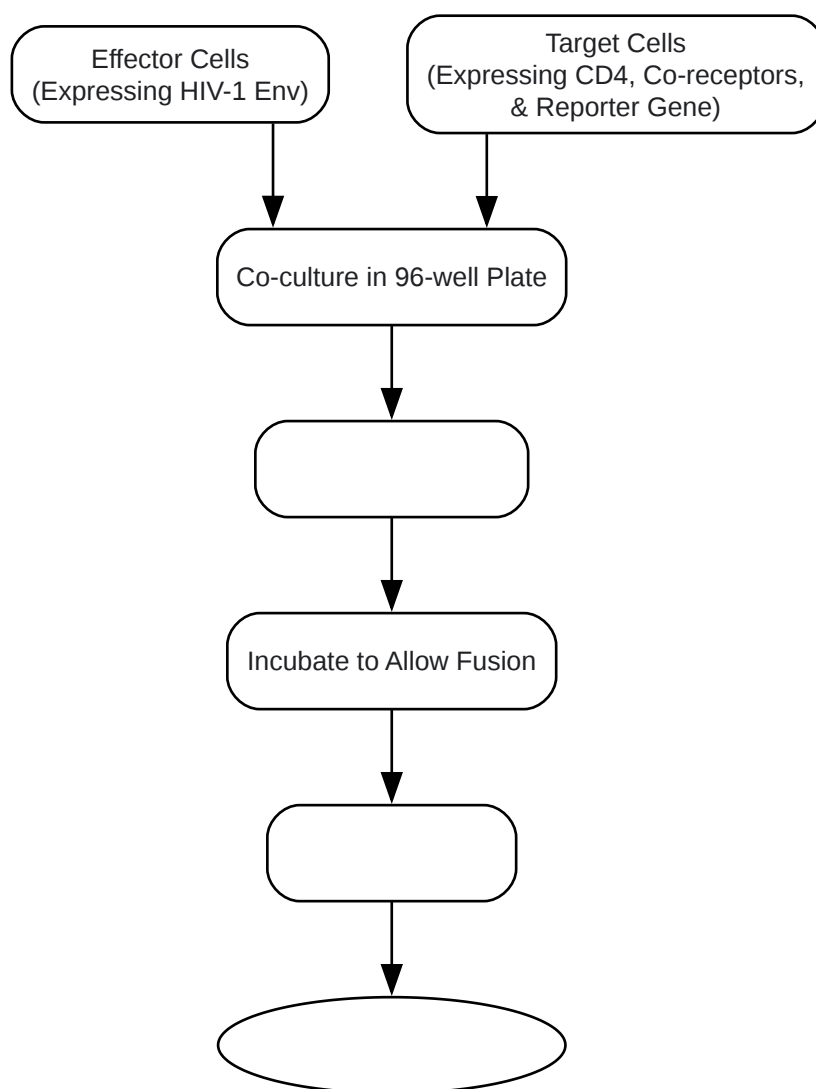 Effector Cells
(Expressing HIV-1 Env)
Target Cells
(Expressing CD4, Co-receptors,
& Reporter Gene)
Co-culture in 96-well Plate
Incubate to Allow Fusion